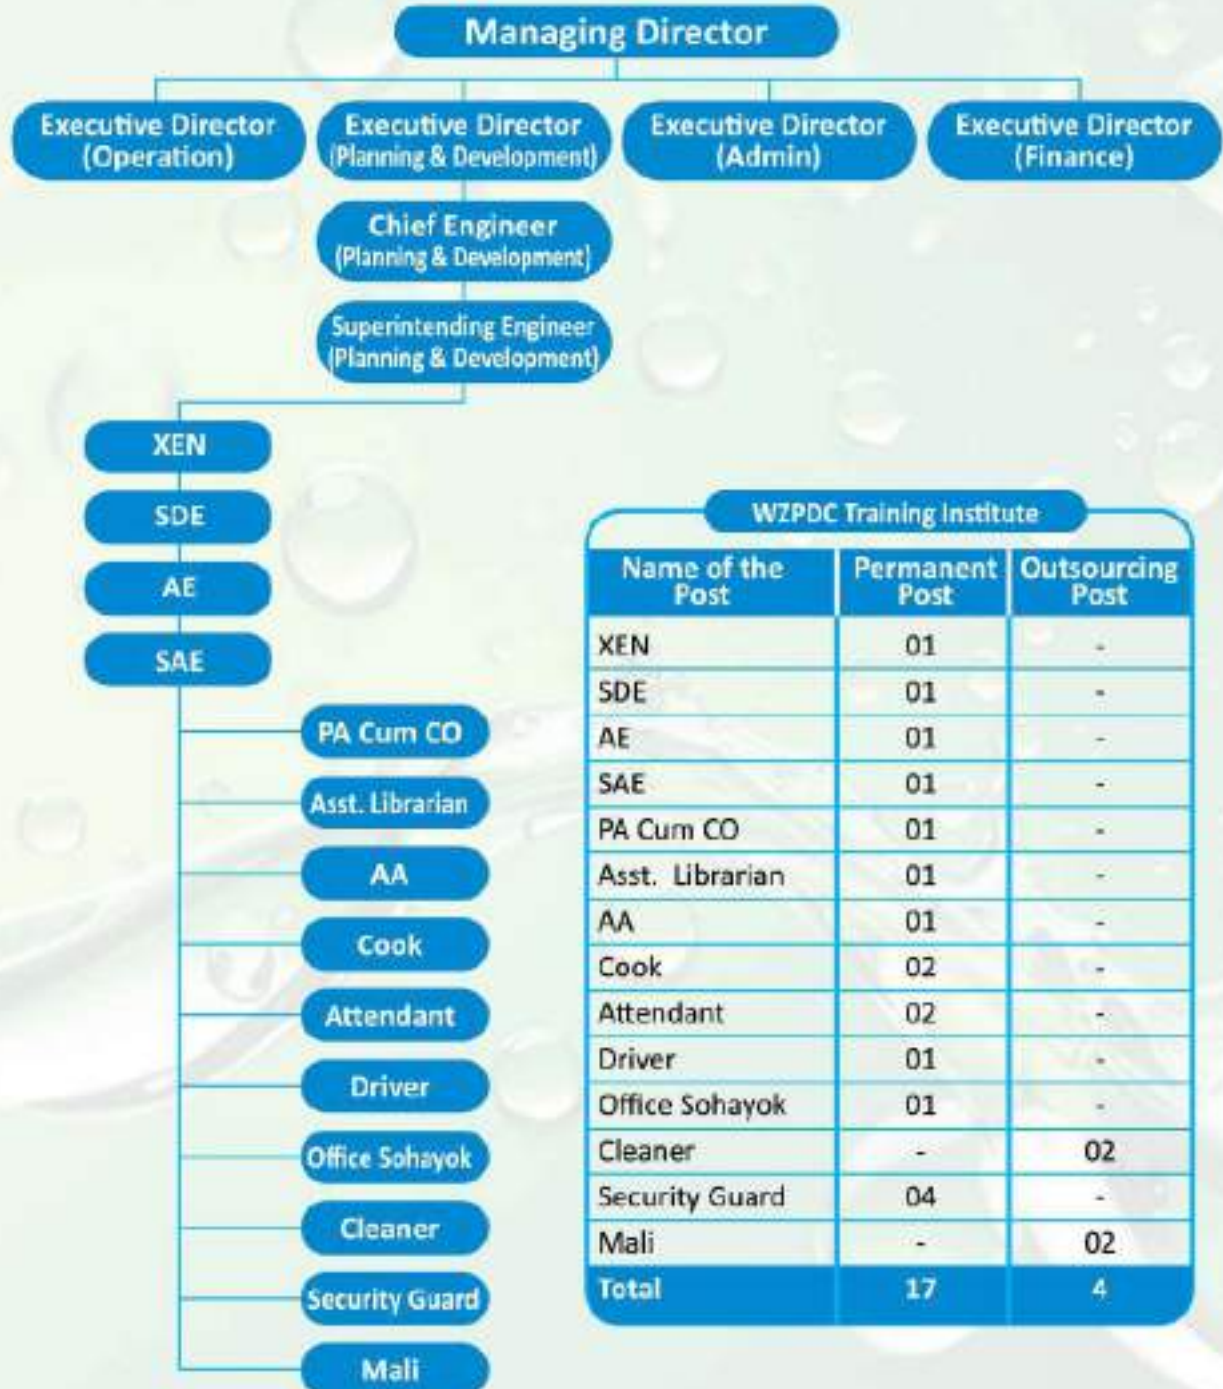 Managing Director
Executive Director
(Operation)
Executive Director
(Planning & Development)
Executive Director
(Admin)
Executive Director
(Finance)
Chief Engineer
(Planning & Development)
Superintending Engineer
(Planning & Development)
XEN
SDE
AE
SAE
PA Cum CO
Asst. Librarian
AA
Cook
Attendant
Driver
Office Sohayok
Cleaner
Security Guard
Mali
WZPDC Training Institute
Name of the Post Permanent Post Outsourcing Post
XEN 01 -
SDE 01 -
AE 01 -
SAE 01 -
PA Cum CO 01 -
Asst. Librarian 01 -
AA 01 -
Cook 02 -
Attendant 02 -
Driver 01 -
Office Sohayok 01 -
Cleaner - 02
Security Guard 04 -
Mali - 02
Total 17 4